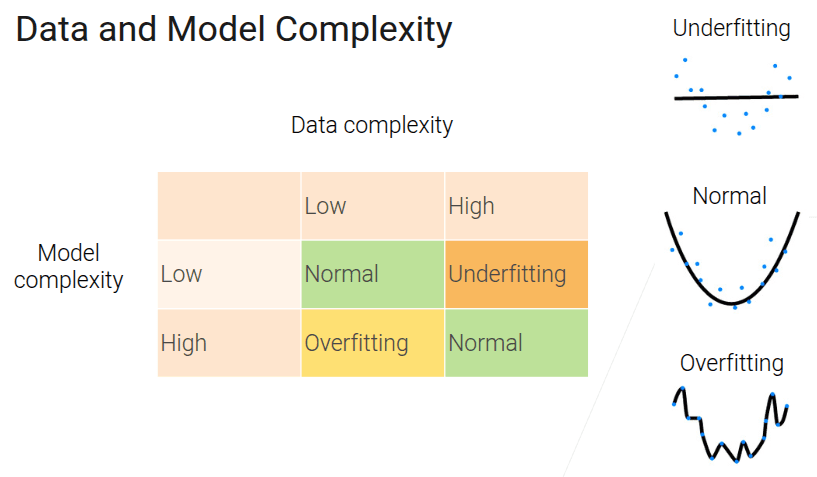 Data and Model Complexity
Underfitting
Data complexity
Normal
Low High
Model
complexity
Low Normal Underfitting
High Overfitting Normal
Overfitting